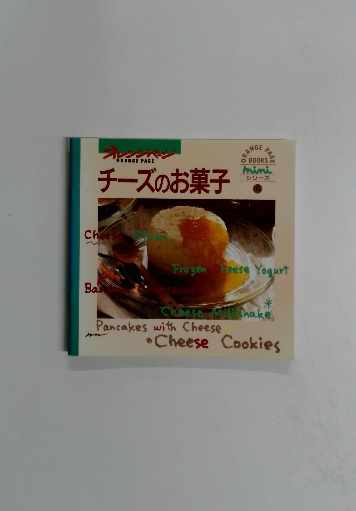 オレンジページ
ORANGE PAGE
ORANGE PAGE
BOOKS
mini
シリーズ
チーズのお菓子
Frozen Cheese Yogurt
Cheese Milkshake
Pancakes with Cheese
Cheese Cookies